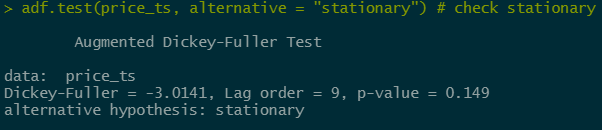 > adf.test(price_ts, alternative = "stationary") # check stationary
Augmented Dickey-Fuller Test
data:  price_ts
Dickey-Fuller = -3.0141, Lag order = 9, p-value = 0.149
alternative hypothesis: stationary